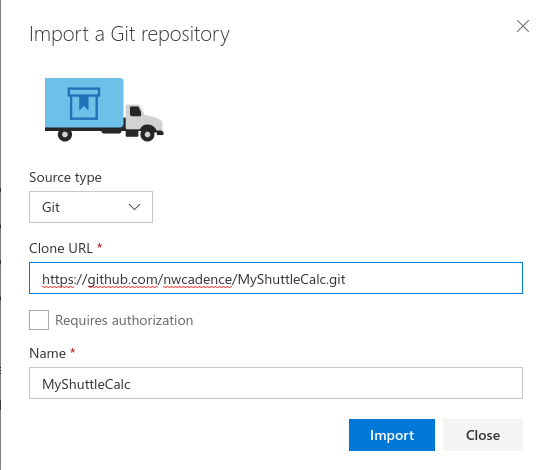 Import a Git repository
Source type
Git
Clone URL *
https://github.com/nwcadence/MyShuttleCalc.git
Requires authorization
Name *
MyShuttleCalc
Import Close